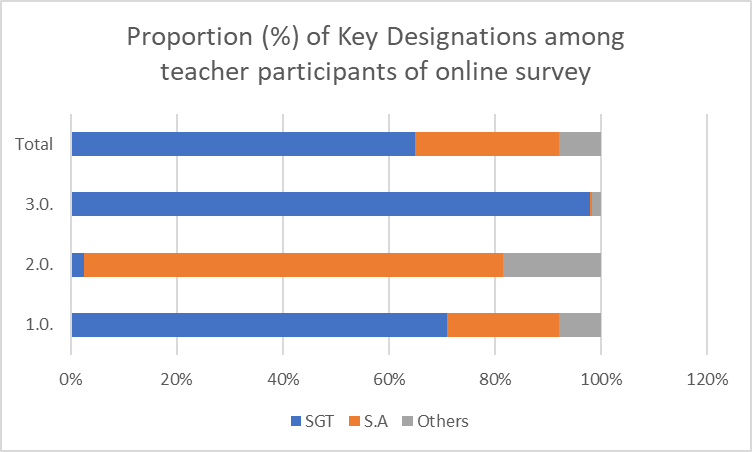 Proportion (%) of Key Designations among
teacher participants of online survey
Total
3.0.
2.0.
1.0.
0% 20% 40% 60% 80% 100% 120%
SGT S.A Others